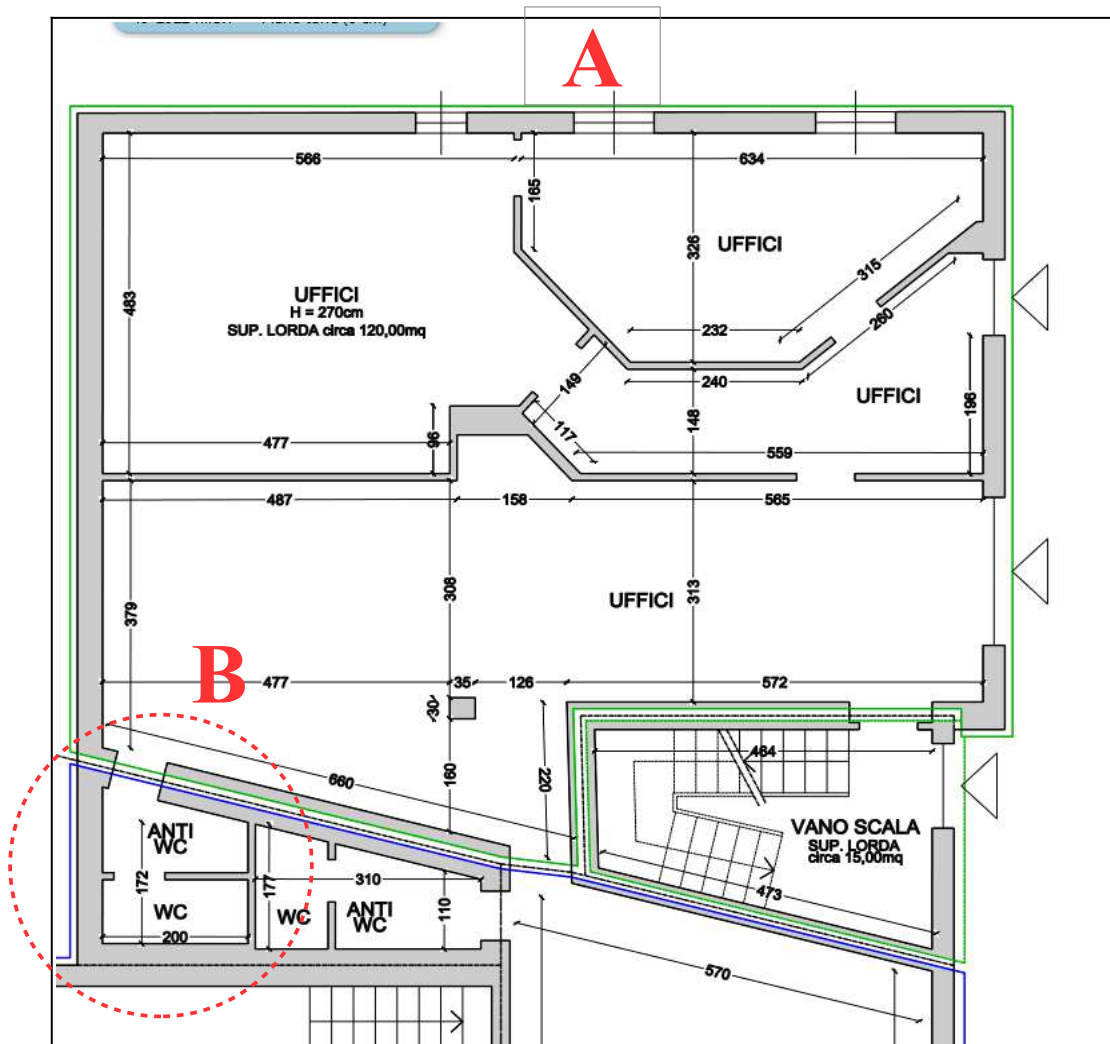 A
566
634
165
326
UFFICI
315
483
UFFICI
H = 270cm
SUP. LORDA circa 120,00mq
232
260
240
149
UFFICI
196
148
96
117
477
559
487
158
565
308
UFFICI
313
379
B
477
35
126
572
30
660
160
220
464
ANTI
WC
VANO SCALA
SUP. LORDA
circa 15,00mq
172
177
310
473
WC
WC
ANTI
WC
110
200
570